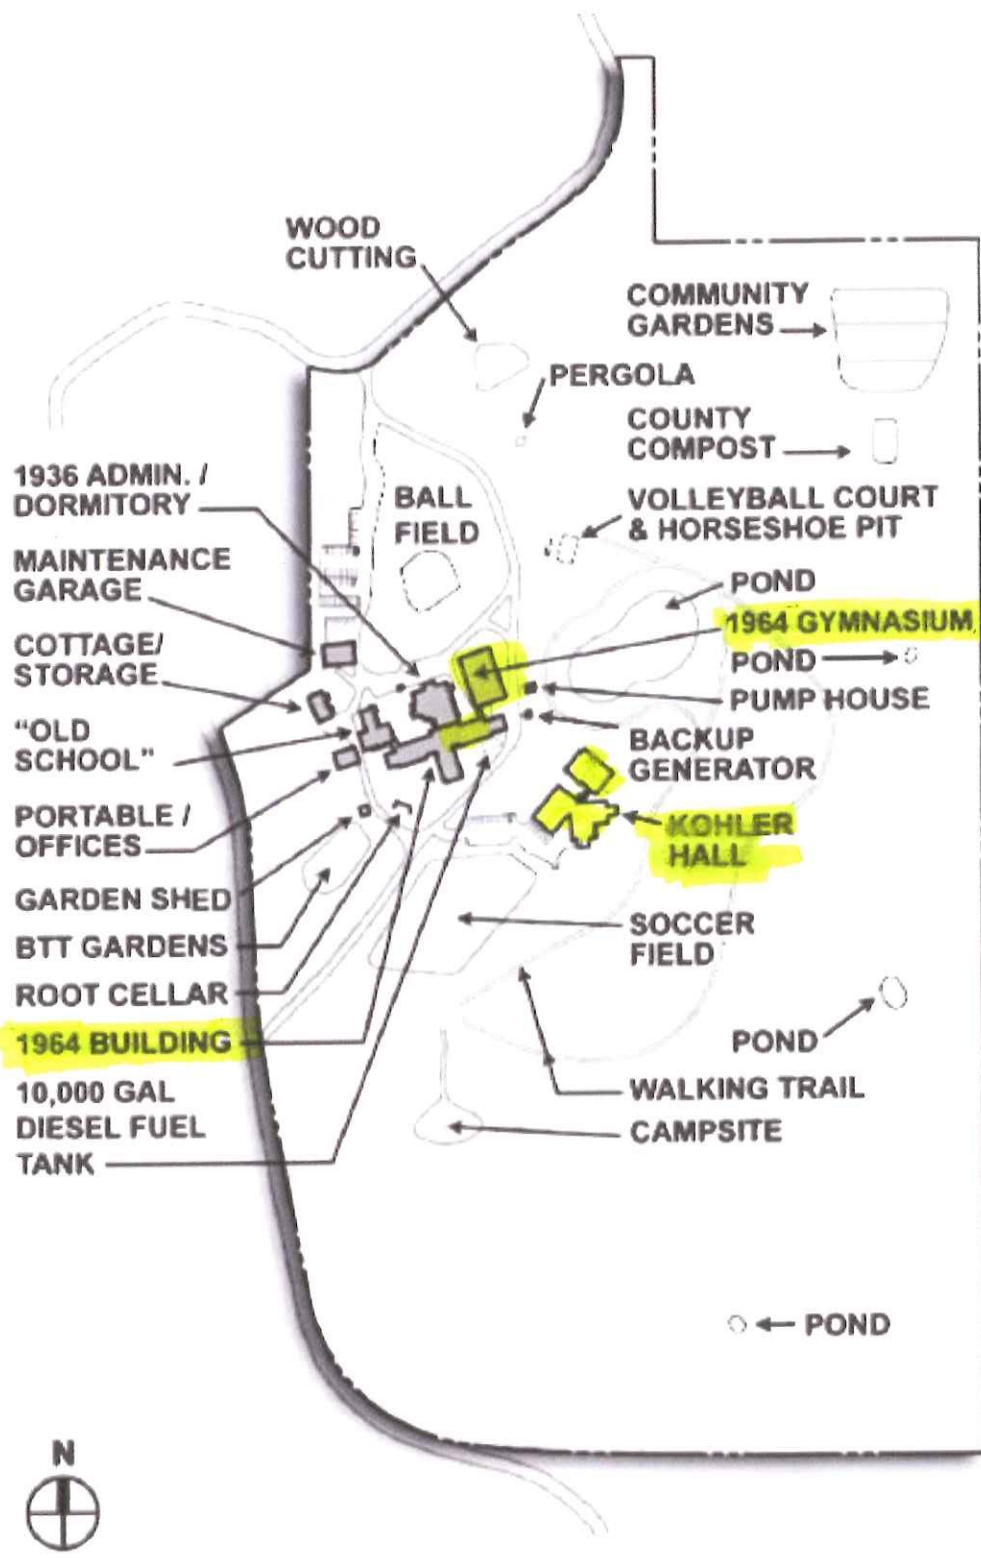 WOOD
CUTTING
COMMUNITY
GARDENS
PERGOLA
COUNTY
COMPOST
1936 ADMIN. /
DORMITORY
BALL
FIELD
VOLLEYBALL COURT
& HORSESHOE PIT
MAINTENANCE
GARAGE
POND
1964 GYMNASIUM
COTTAGE/
STORAGE
POND
PUMP HOUSE
"OLD
SCHOOL"
BACKUP
GENERATOR
PORTABLE /
OFFICES
KOHLER
HALL
GARDEN SHED
SOCCER
FIELD
BTT GARDENS
ROOT CELLAR
1964 BUILDING
POND
10,000 GAL
DIESEL FUEL
TANK
WALKING TRAIL
CAMPSITE
POND
N